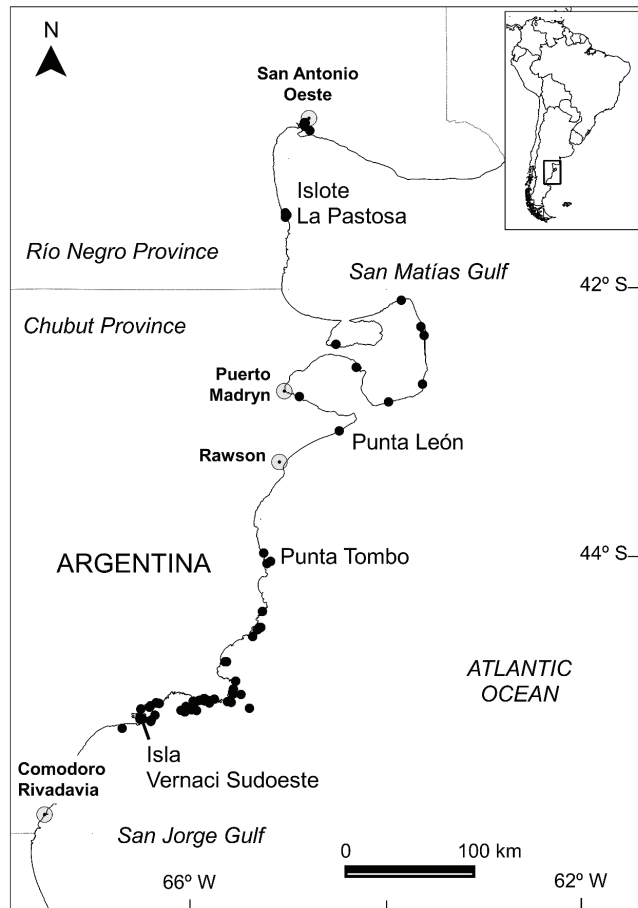 N
San Antonio
Oeste
Islote
La Pastosa
Río Negro Province
San Matías Gulf
42º S
Chubut Province
Puerto
Madryn
Punta León
Rawson
ARGENTINA
Punta Tombo
44º S
ATLANTIC
OCEAN
Isla
Vernaci Sudoeste
Comodoro
Rivadavia
San Jorge Gulf
0
100 km
66º W
62º W